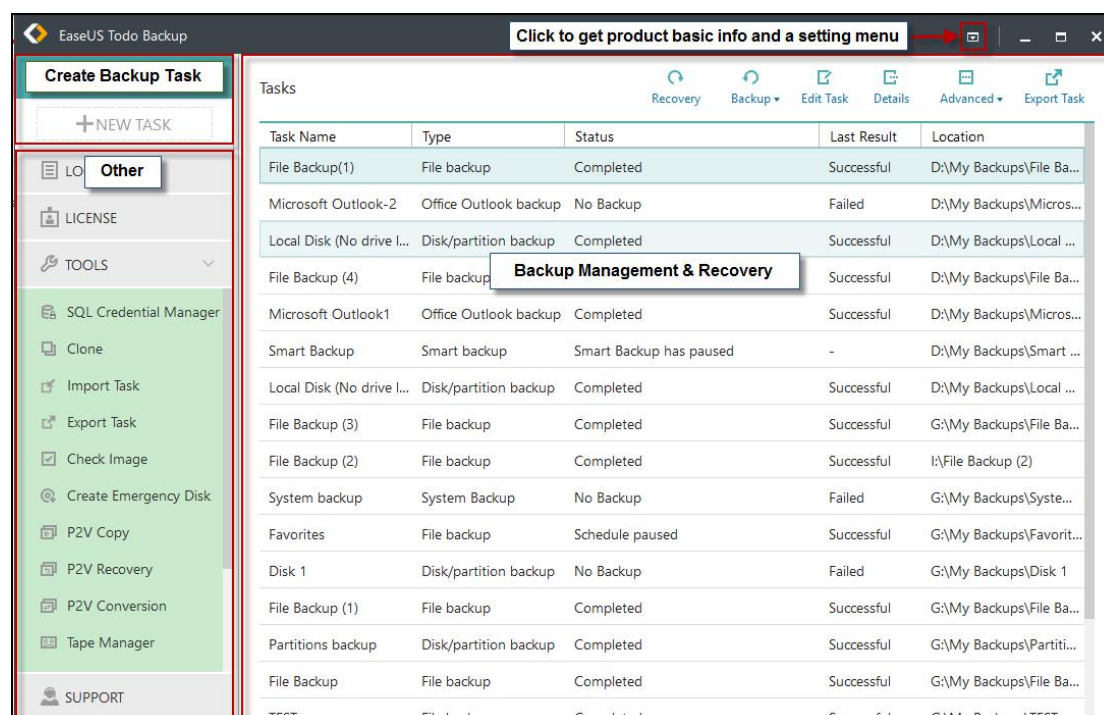 EaseUS Todo Backup
Click to get product basic info and a setting menu
Create Backup Task
NEW TASK
Other
LICENSE
TOOLS
SQL Credential Manager
Clone
Import Task
Export Task
Check Image
Create Emergency Disk
P2V Copy
P2V Recovery
P2V Conversion
Tape Manager
SUPPORT
Tasks
Recovery Backup Edit Task Details Advanced Export Task
Task Name Type Status Last Result Location
File Backup(1) File backup Completed Successful D:\My Backups\File Ba...
Microsoft Outlook-2 Office Outlook backup No Backup Failed D:\My Backups\Micros...
Local Disk (No drive l... Disk/partition backup Completed Successful D:\My Backups\Local ...
Backup Management & Recovery
File Backup (4) File backup Successful D:\My Backups\File Ba...
Microsoft Outlook1 Office Outlook backup Completed Successful D:\My Backups\Micros...
Smart Backup Smart backup Smart Backup has paused - D:\My Backups\Smart ...
Local Disk (No drive l... Disk/partition backup Completed Successful D:\My Backups\Local ...
File Backup (3) File backup Completed Successful G:\My Backups\File Ba...
File Backup (2) File backup Completed Successful I:\File Backup (2)
System backup System Backup No Backup Failed G:\My Backups\Syste...
Favorites File backup Schedule paused Successful G:\My Backups\Favorit...
Disk 1 Disk/partition backup No Backup Failed G:\My Backups\Disk 1
File Backup (1) File backup Completed Successful G:\My Backups\File Ba...
Partitions backup Disk/partition backup Completed Successful G:\My Backups\Partiti...
File Backup File backup Completed Successful G:\My Backups\File Ba...